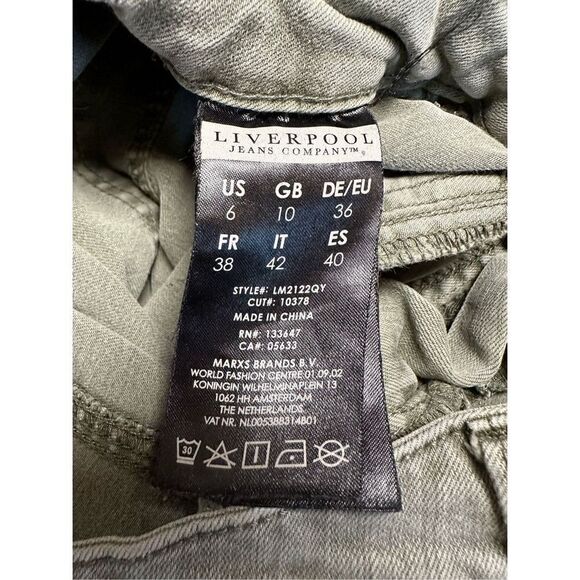 LIVERPOOL
JEANS COMPANY™.
US GB DE/EU
6 10 36
FR IT ES
38 42 40
STYLE#: LM2122QY
CUT#: 10378
MADE IN CHINA
RN#: 133647
CA#: 05633
MARXS BRANDS B.V.
WORLD FASHION CENTRE 01.09.02
KONINGIN WILHELMINAPLEIN 13
1062 HH AMSTERDAM
THE NETHERLANDS
VAT NR. NL005388314B01
30